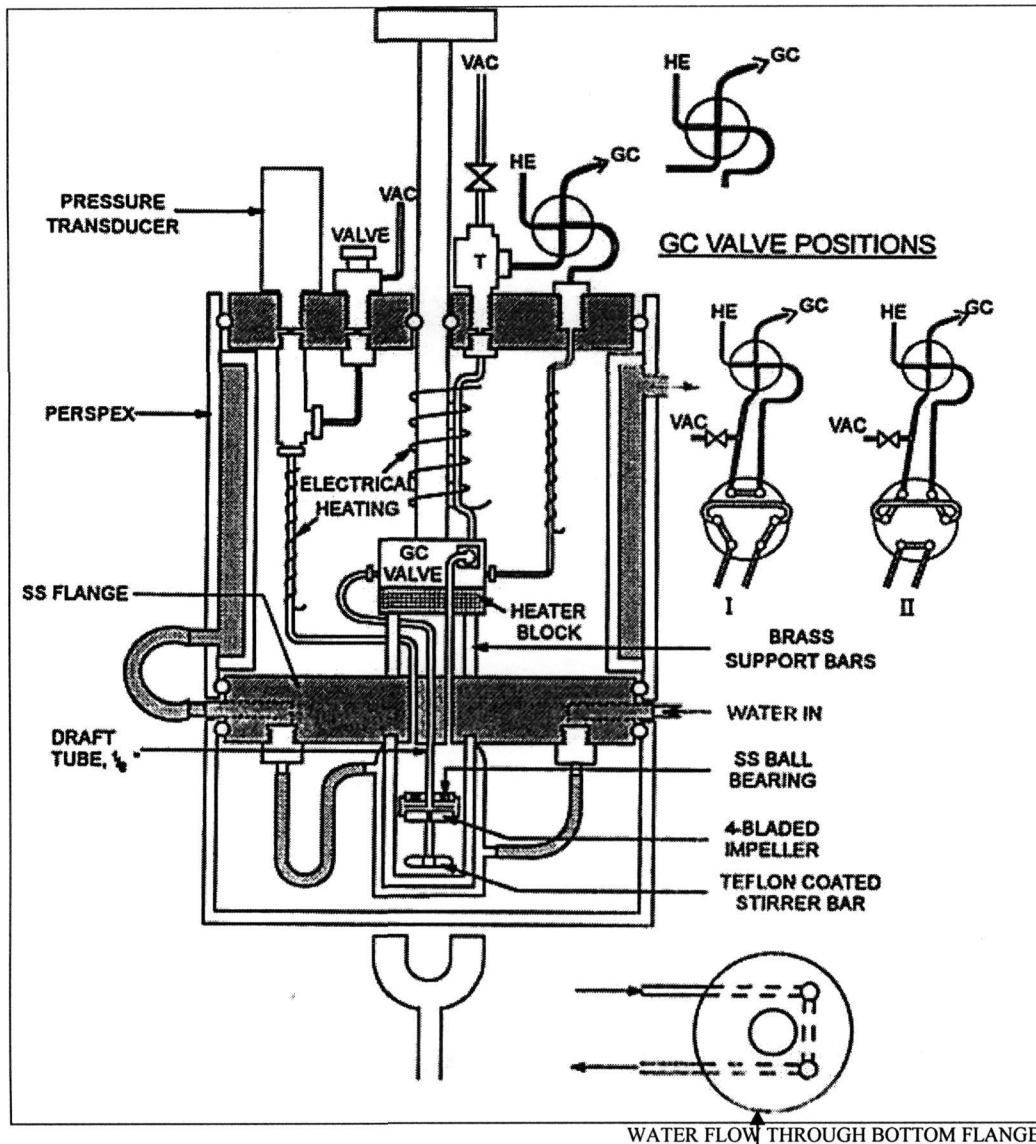 VAC
HE
GC
PRESSURE
TRANSDUCER
VAC
VALVE
HE
GC
T
GC VALVE POSITIONS
HE
GC
HE
GC
PERSPEX
VAC
VAC
ELECTRICAL
HEATING
GC
VALVE
I
II
SS FLANGE
HEATER
BLOCK
BRASS
SUPPORT BARS
WATER IN
DRAFT
TUBE, ⅛"
SS BALL
BEARING
4-BLADED
IMPELLER
TEFLON COATED
STIRRER BAR
WATER FLOW THROUGH BOTTOM FLANGE